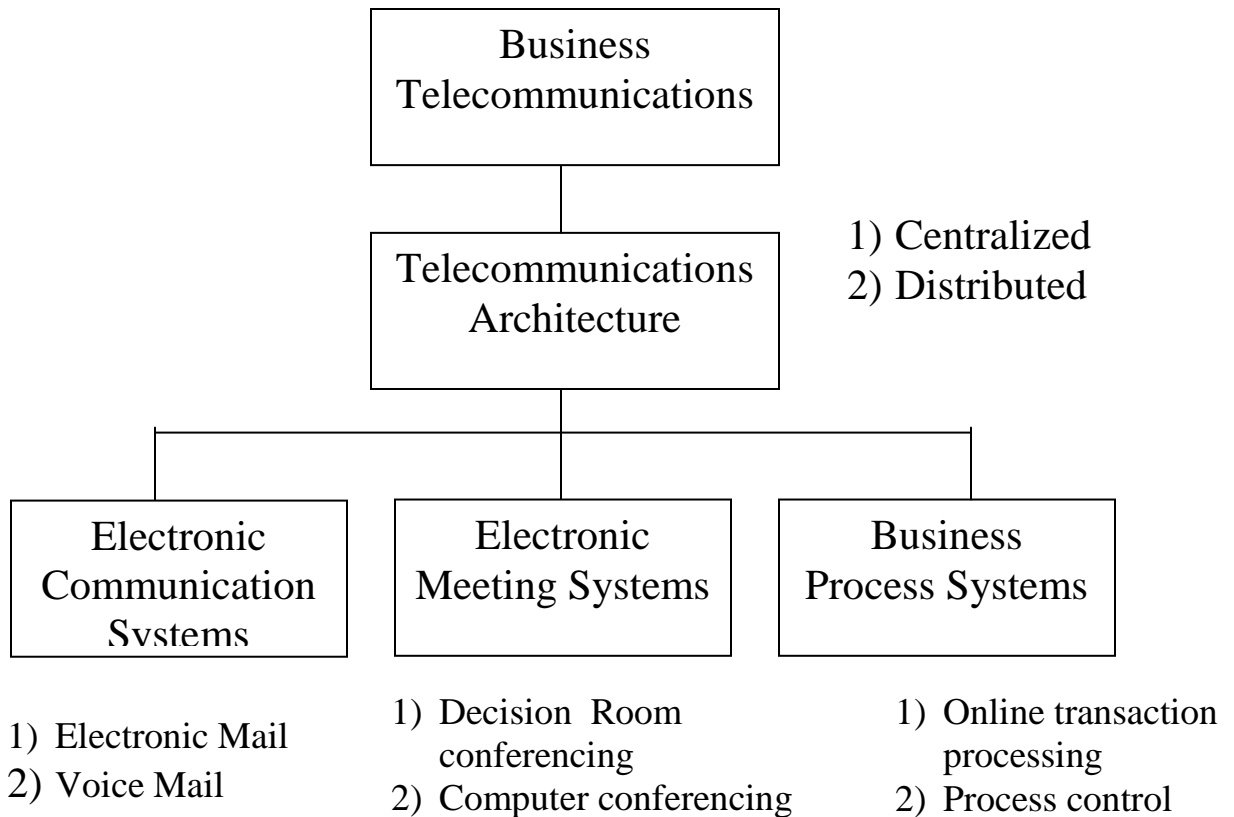 Business
Telecommunications
Telecommunications
Architecture
1) Centralized
2) Distributed
Electronic
Communication
Systems
Electronic
Meeting Systems
Business
Process Systems
1) Electronic Mail
2) Voice Mail
1) Decision Room
conferencing
2) Computer conferencing
1) Online transaction
processing
2) Process control